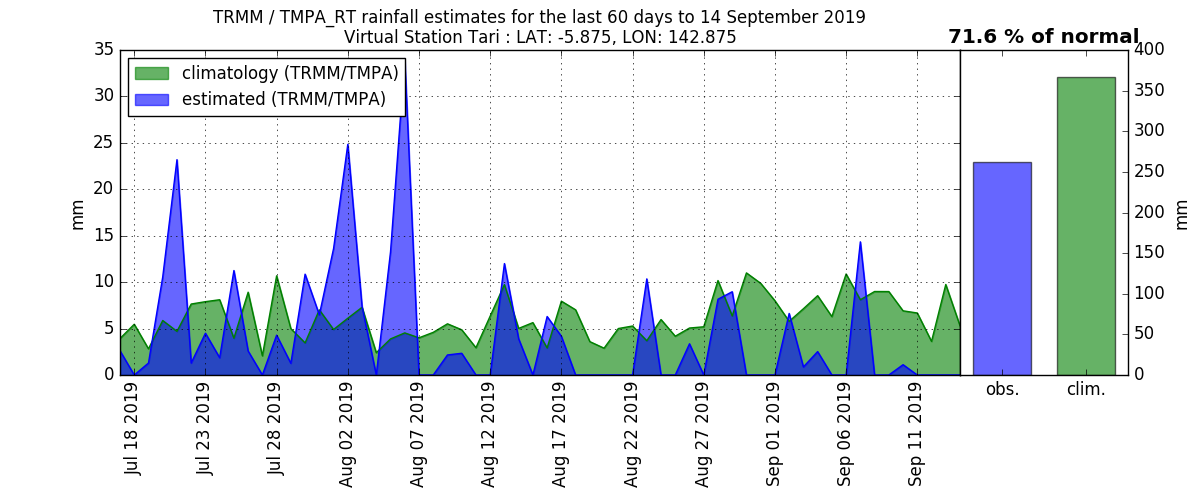 TRMM / TMPA_RT rainfall estimates for the last 60 days to 14 September 2019
Virtual Station Tari : LAT: -5.875, LON: 142.875
71.6 % of normal
climatology (TRMM/TMPA)
estimated (TRMM/TMPA)
35
30
25
20
15
10
5
0
mm
Jul 18 2019
Jul 23 2019
Jul 28 2019
Aug 02 2019
Aug 07 2019
Aug 12 2019
Aug 17 2019
Aug 22 2019
Aug 27 2019
Sep 01 2019
Sep 06 2019
Sep 11 2019
obs.
clim.
400
350
300
250
200
150
100
50
0
mm